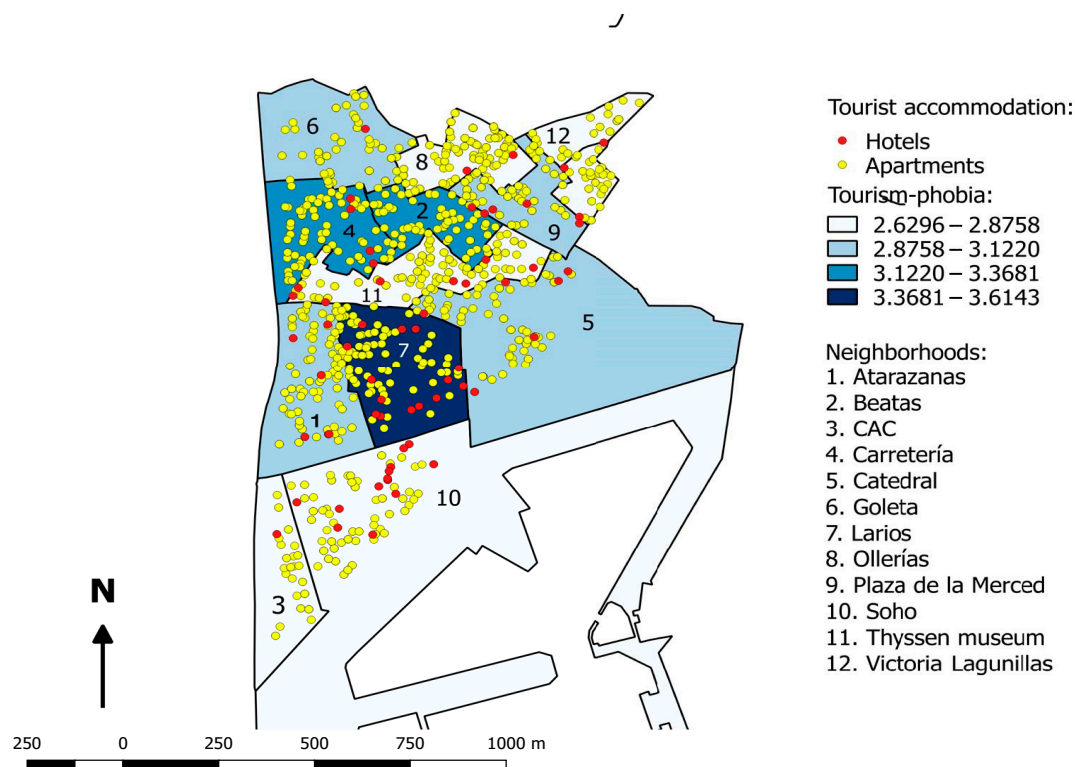 Tourist accommodation:
Hotels
Apartments
Tourism-phobia:
2.6296 – 2.8758
2.8758 – 3.1220
3.1220 – 3.3681
3.3681 – 3.6143
Neighborhoods:
1. Atarazanas
2. Beatas
3. CAC
4. Carretería
5. Catedral
6. Goleta
7. Larios
8. Ollerías
9. Plaza de la Merced
10. Soho
11. Thyssen museum
12. Victoria Lagunillas
6
12
8
2
4
9
11
5
7
1
10
3
N
250 0 250 500 750 1000 m